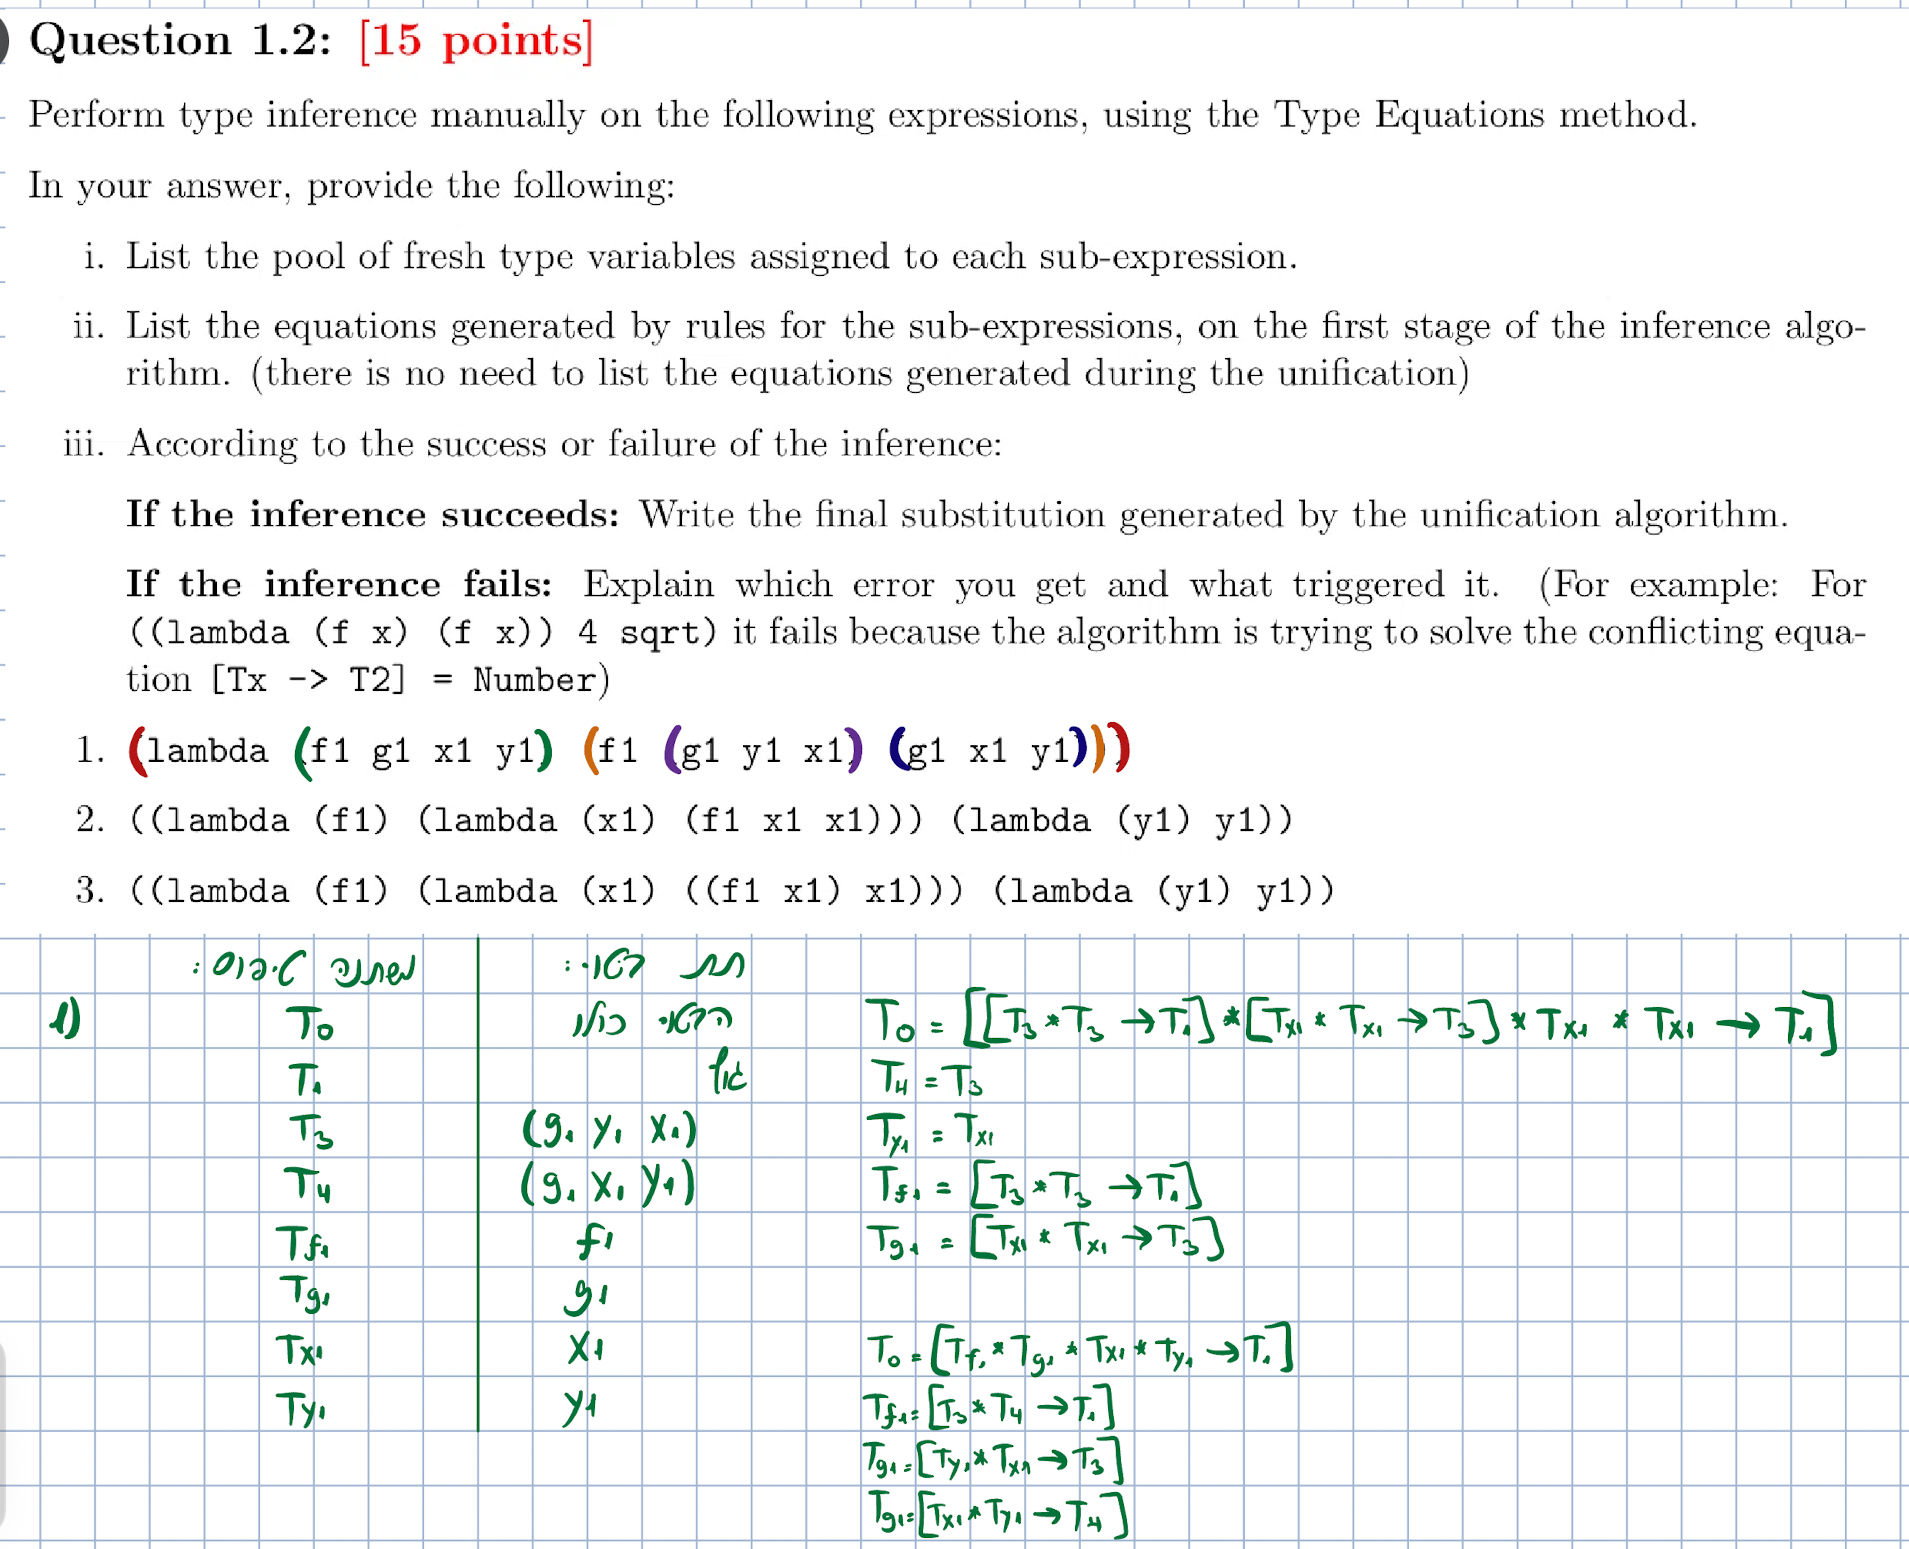 Question 1.2: [15 points]
Perform type inference manually on the following expressions, using the Type Equations method.
In your answer, provide the following:
i. List the pool of fresh type variables assigned to each sub-expression.
ii. List the equations generated by rules for the sub-expressions, on the first stage of the inference algo-
rithm. (there is no need to list the equations generated during the unification)
iii. According to the success or failure of the inference:
If the inference succeeds: Write the final substitution generated by the unification algorithm.
If the inference fails: Explain which error you get and what triggered it. (For example: For
((lambda (f x) (f x)) 4 sqrt) it fails because the algorithm is trying to solve the conflicting equa-
tion [Tx -> T2] = Number)
1. (lambda (f1 g1 x1 y1) (f1 (g1 y1 x1) (g1 x1 y1)))
2. ((lambda (f1) (lambda (x1) (f1 x1 x1))) (lambda (y1) y1))
3. ((lambda (f1) (lambda (x1) ((f1 x1) x1))) (lambda (y1) y1))
משתנה טיפוס:
תת ביטוי:
1)
T₀
הביטוי כולו
T₀ = [[T₃ * T₃ → T₁] * [Tx₁ * Tx₁ → T₃] * Tx₁ * Tx₁ → T₁]
T₁
גוף
T₄ = T₃
T₃
(g₁ y₁ x₁)
Ty₁ = Tx₁
T₄
(g₁ x₁ y₁)
Tf₁ = [T₃ * T₃ → T₁]
Tf₁
f₁
Tg₁ = [Tx₁ * Tx₁ → T₃]
Tg₁
g₁
Tx₁
x₁
T₀ = [Tf₁ * Tg₁ * Tx₁ * Ty₁ → T₁]
Ty₁
y₁
Tf₁ = [T₃ * T₄ → T₁]
Tg₁ = [Ty₁ * Tx₁ → T₃]
Tg₁ = [Tx₁ * Ty₁ → T₄]